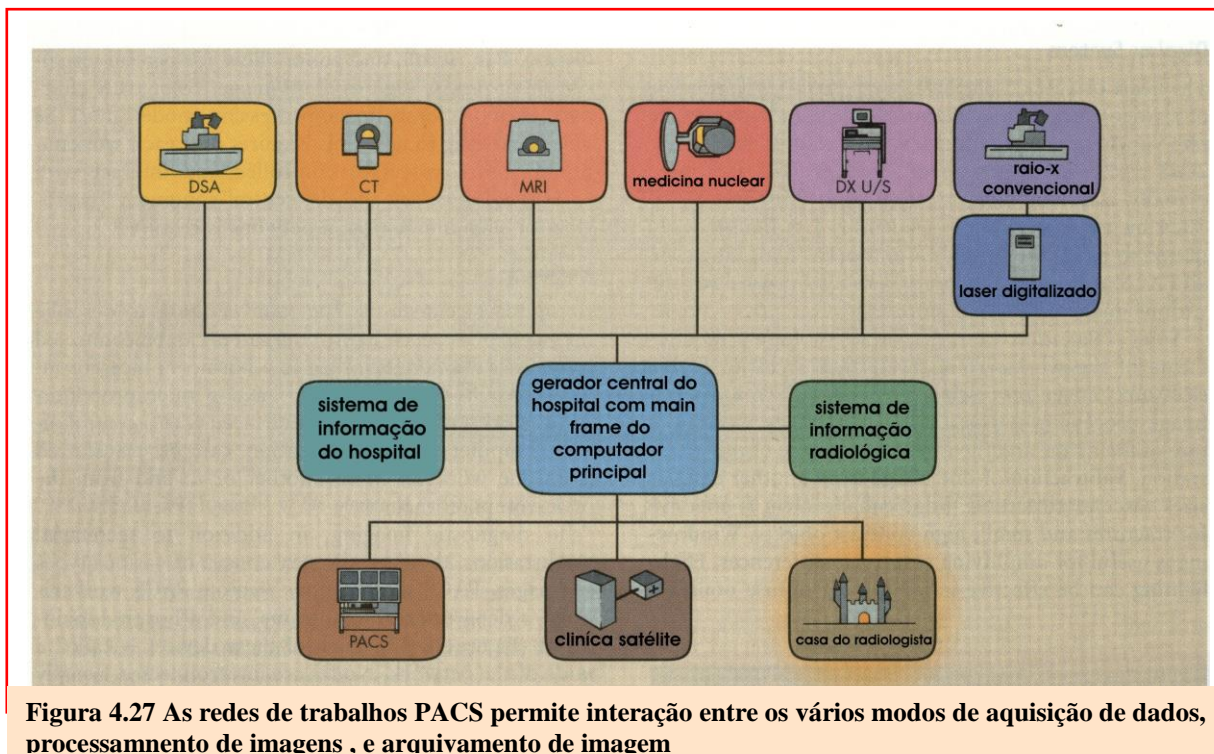 DSA
CT
MRI
medicina nuclear
DX U/S
raio-x
convencional
laser digitalizado
sistema de
informação
do hospital
gerador central do
hospital com main
frame do
computador
principal
sistema de
informação
radiológica
PACS
cliníca satélite
casa do radiologista
Figura 4.27 As redes de trabalhos PACS permite interação entre os vários modos de aquisição de dados,
processamnento de imagens , e arquivamento de imagem